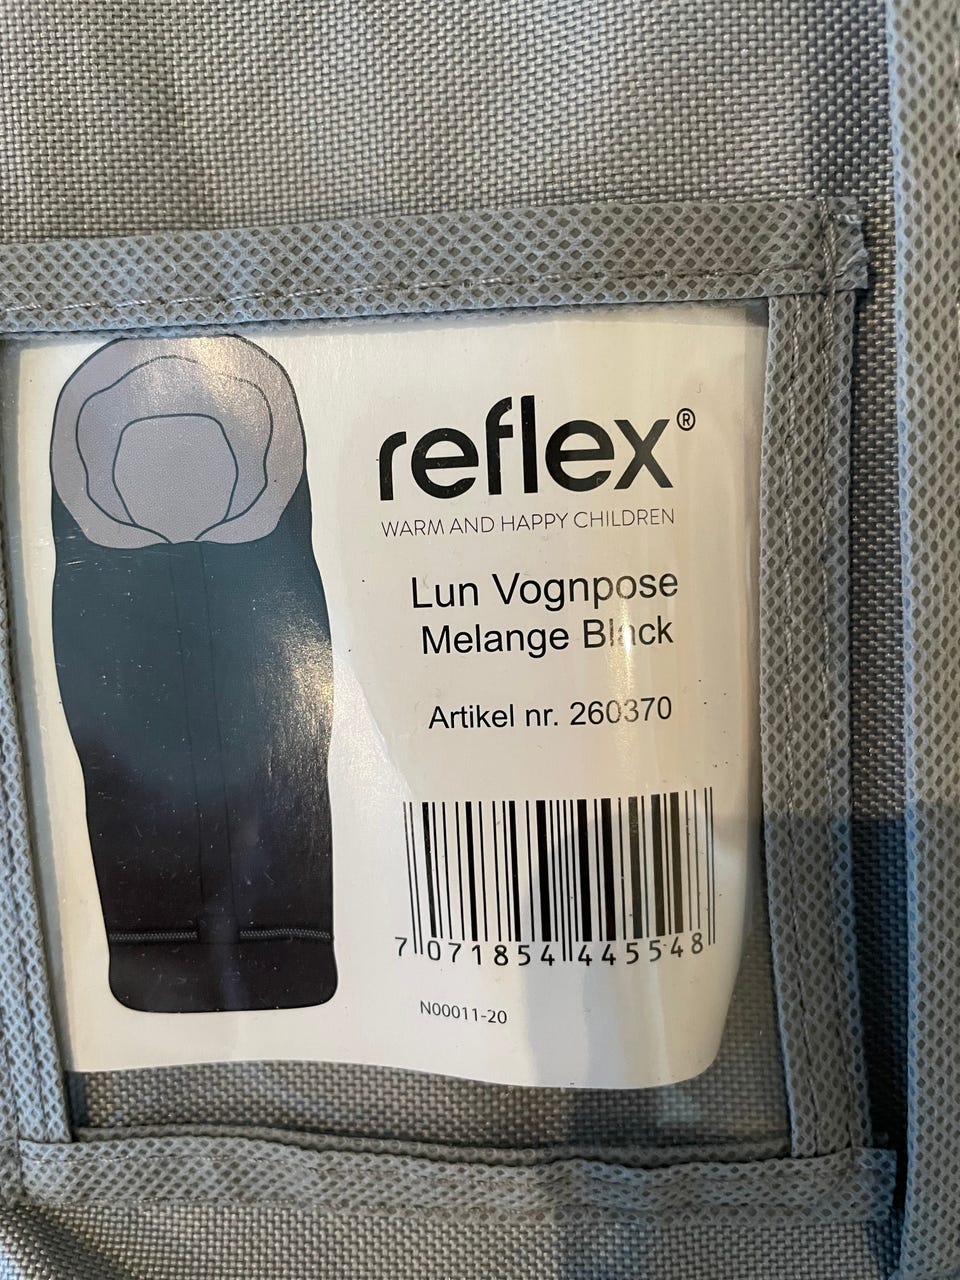 reflex®
WARM AND HAPPY CHILDREN
Lun Vognpose
Melange Black
Artikel nr. 260370
7 071854 445548
N00011-20